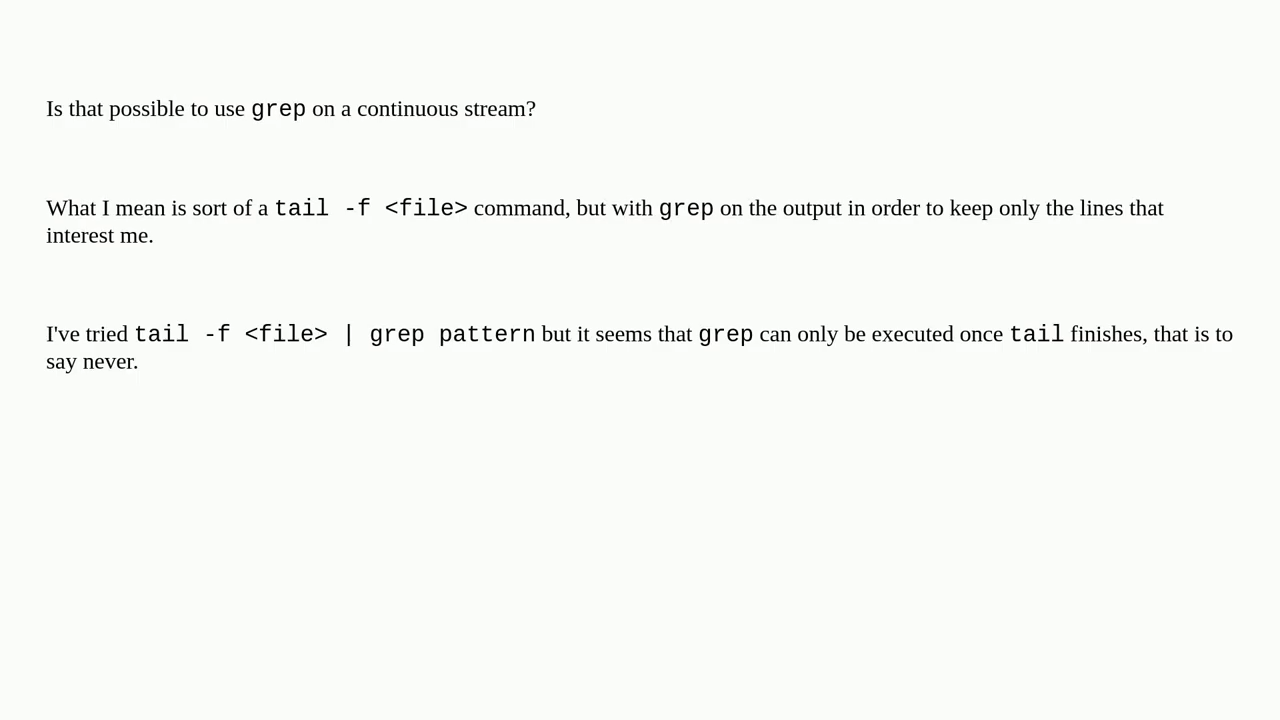 Is that possible to use grep on a continuous stream?
What I mean is sort of a tail -f <file> command, but with grep on the output in order to keep only the lines that
interest me.
I've tried tail -f <file> | grep pattern but it seems that grep can only be executed once tail finishes, that is to
say never.